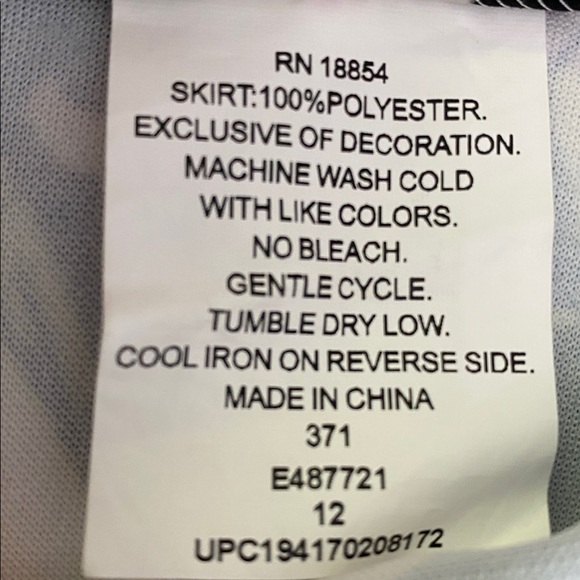 RN 18854
SKIRT:100%POLYESTER.
EXCLUSIVE OF DECORATION.
MACHINE WASH COLD
WITH LIKE COLORS.
NO BLEACH.
GENTLE CYCLE.
TUMBLE DRY LOW.
COOL IRON ON REVERSE SIDE.
MADE IN CHINA
371
E487721
12
UPC194170208172